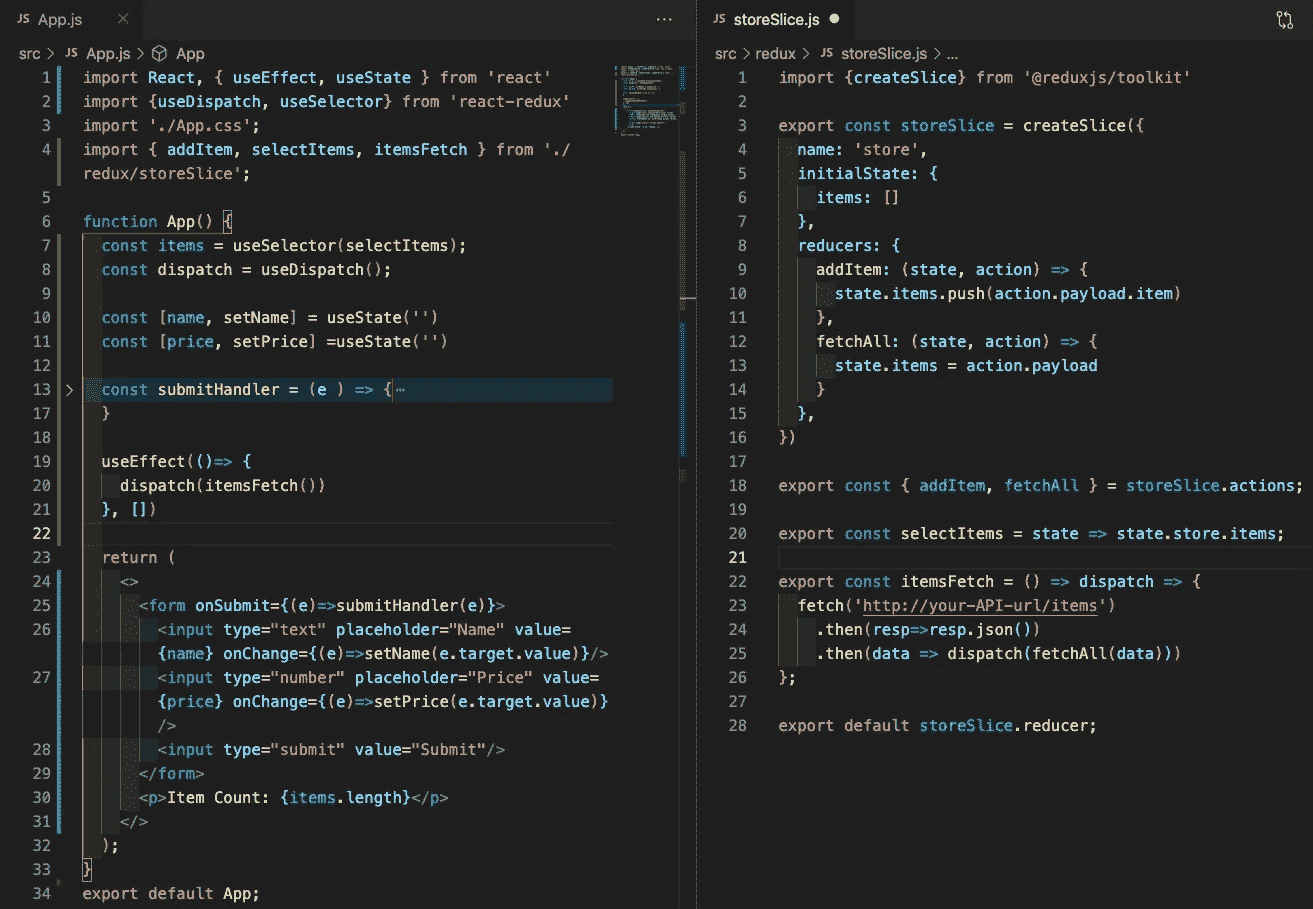 JS App.js
src > JS App.js > App
1 import React, { useEffect, useState } from 'react'
2 import {useDispatch, useSelector} from 'react-redux'
3 import './App.css';
4 import { addItem, selectItems, itemsFetch } from './
redux/storeSlice';
5
6 function App() {
7 const items = useSelector(selectItems);
8 const dispatch = useDispatch();
9
10 const [name, setName] = useState('')
11 const [price, setPrice] =useState('')
12
13 const submitHandler = (e ) => {⋯
17 }
18
19 useEffect(()=> {
20 dispatch(itemsFetch())
21 }, [])
22
23 return (
24 <>
25 <form onSubmit={(e)=>submitHandler(e)}>
26 <input type="text" placeholder="Name" value=
{name} onChange={(e)=>setName(e.target.value)}/>
27 <input type="number" placeholder="Price" value=
{price} onChange={(e)=>setPrice(e.target.value)}
/>
28 <input type="submit" value="Submit"/>
29 </form>
30 <p>Item Count: {items.length}</p>
31 </>
32 );
33 }
34 export default App;
JS storeSlice.js
src > redux > JS storeSlice.js > ...
1 import {createSlice} from '@reduxjs/toolkit'
2
3 export const storeSlice = createSlice({
4 name: 'store',
5 initialState: {
6 items: []
7 },
8 reducers: {
9 addItem: (state, action) => {
10 state.items.push(action.payload.item)
11 },
12 fetchAll: (state, action) => {
13 state.items = action.payload
14 }
15 },
16 })
17
18 export const { addItem, fetchAll } = storeSlice.actions;
19
20 export const selectItems = state => state.store.items;
21
22 export const itemsFetch = () => dispatch => {
23 fetch('http://your-API-url/items')
24 .then(resp=>resp.json())
25 .then(data => dispatch(fetchAll(data)))
26 };
27
28 export default storeSlice.reducer;